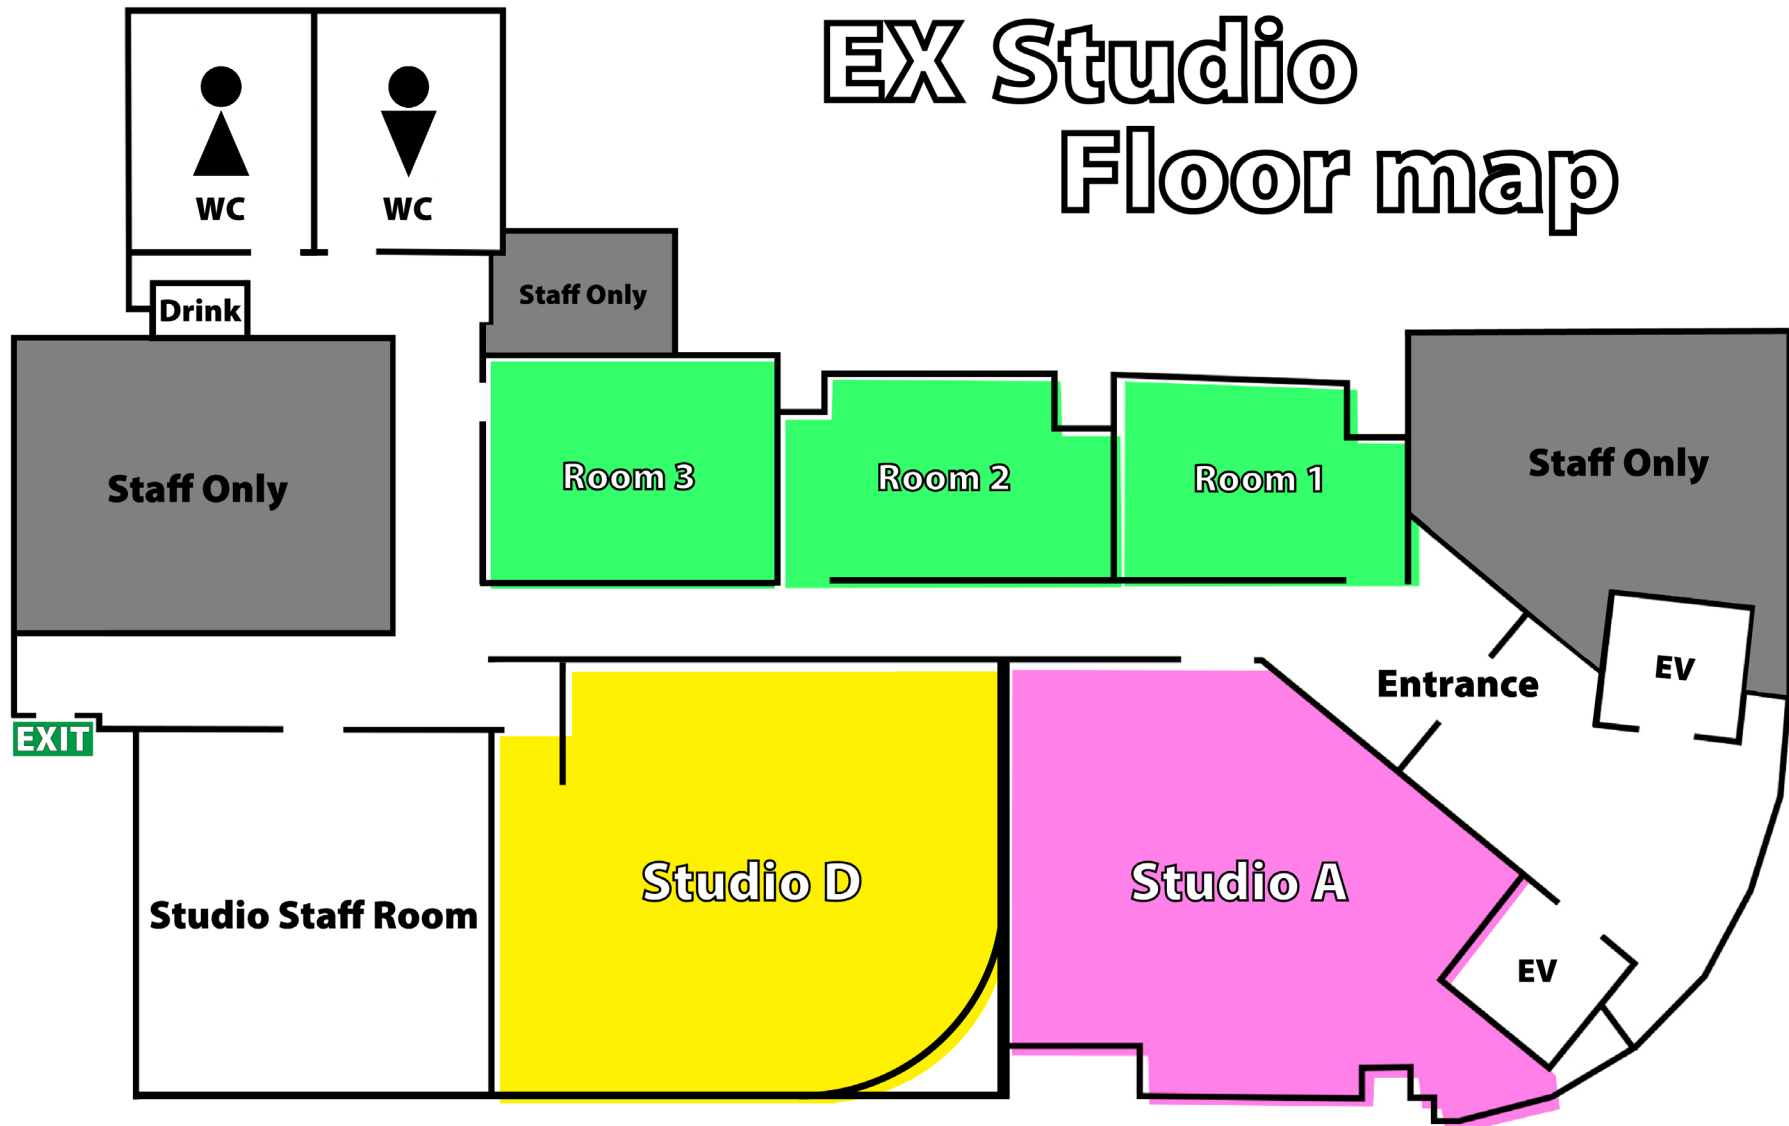 EX Studio
Floor map
WC
WC
Staff Only
Drink
Staff Only
Room 3
Room 2
Room 1
Staff Only
EV
Entrance
EXIT
Studio D
Studio A
Studio Staff Room
EV